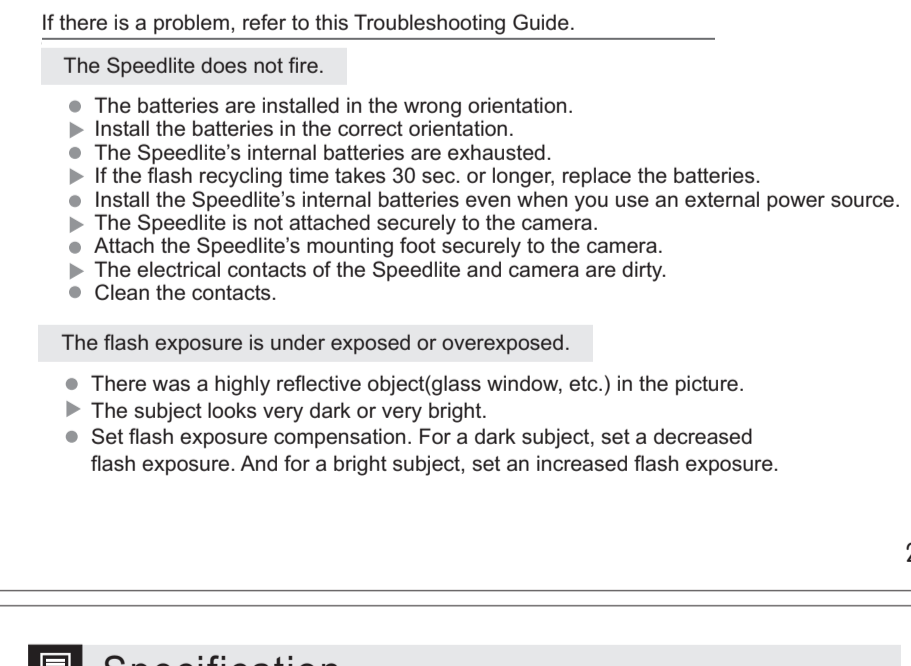 If there is a problem, refer to this Troubleshooting Guide.
The Speedlite does not fire.
● The batteries are installed in the wrong orientation.
▶ Install the batteries in the correct orientation.
● The Speedlite’s internal batteries are exhausted.
▶ If the flash recycling time takes 30 sec. or longer, replace the batteries.
● Install the Speedlite’s internal batteries even when you use an external power source.
▶ The Speedlite is not attached securely to the camera.
● Attach the Speedlite’s mounting foot securely to the camera.
▶ The electrical contacts of the Speedlite and camera are dirty.
● Clean the contacts.
The flash exposure is under exposed or overexposed.
● There was a highly reflective object(glass window, etc.) in the picture.
▶ The subject looks very dark or very bright.
● Set flash exposure compensation. For a dark subject, set a decreased
flash exposure. And for a bright subject, set an increased flash exposure.
Specification